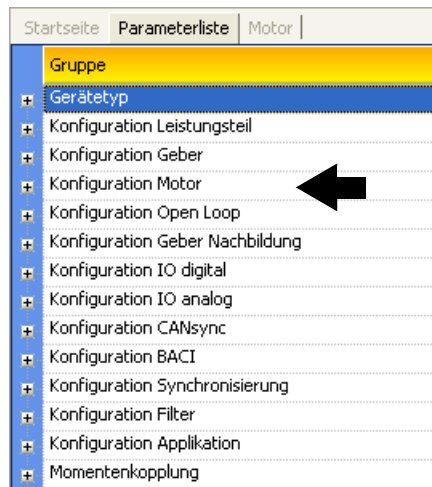 Startseite Parameterliste Motor
Gruppe
Gerätetyp
Konfiguration Leistungsteil
Konfiguration Geber
Konfiguration Motor
Konfiguration Open Loop
Konfiguration Geber Nachbildung
Konfiguration IO digital
Konfiguration IO analog
Konfiguration CANsync
Konfiguration BACI
Konfiguration Synchronisierung
Konfiguration Filter
Konfiguration Applikation
Momentenkopplung